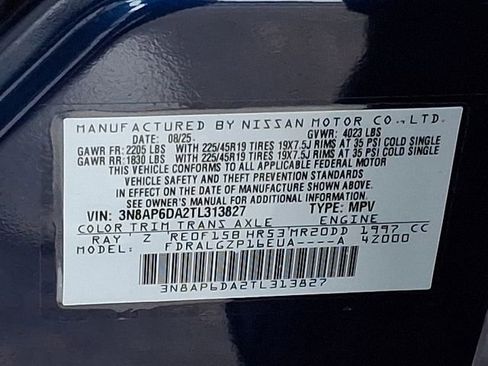 MANUFACTURED BY NISSAN MOTOR CO., LTD.
DATE: 08/25 GVWR: 4023 LBS
GAWR FR: 2205 LBS WITH 225/45R19 TIRES 19X7.5J RIMS AT 35 PSI COLD SINGLE
GAWR RR: 1830 LBS WITH 225/45R19 TIRES 19X7.5J RIMS AT 35 PSI COLD SINGLE
THIS VEHICLE CONFORMS TO ALL APPLICABLE FEDERAL MOTOR
VEHICLE SAFETY AND THEFT PREVENTION STANDARDS
IN EFFECT ON THE DATE OF MANUFACTURE SHOWN ABOVE.
SEE OWNERS MANUAL FOR ADDITIONAL INFORMATION.
VIN: 3N8AP6DA2TL313827 TYPE: MPV
COLOR TRIM TRANS AXLE ENGINE
RAY Z RE0F15B HR53 MR20DD 1997 CC
MODEL: FDRALGZP16EUA----A 4Z000
3N8AP6DA2TL313827